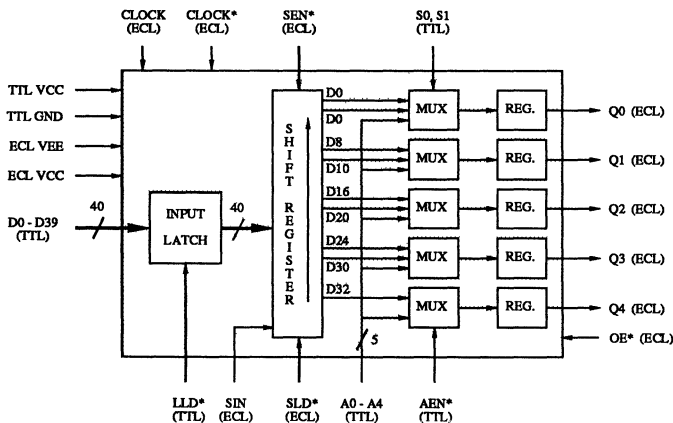 CLOCK
(ECL)
CLOCK*
(ECL)
SEN*
(ECL)
S0, S1
(TTL)
TTL VCC
TTL GND
ECL VEE
ECL VCC
D0 - D39
(TTL)
40
INPUT
LATCH
40
SHIFT REGISTER
D0
D0
D8
D10
D16
D20
D24
D30
D32
MUX
REG.
Q0 (ECL)
MUX
REG.
Q1 (ECL)
MUX
REG.
Q2 (ECL)
MUX
REG.
Q3 (ECL)
MUX
REG.
Q4 (ECL)
5
OE* (ECL)
LLD*
(TTL)
SIN
(ECL)
SLD*
(ECL)
A0 - A4
(TTL)
AEN*
(TTL)